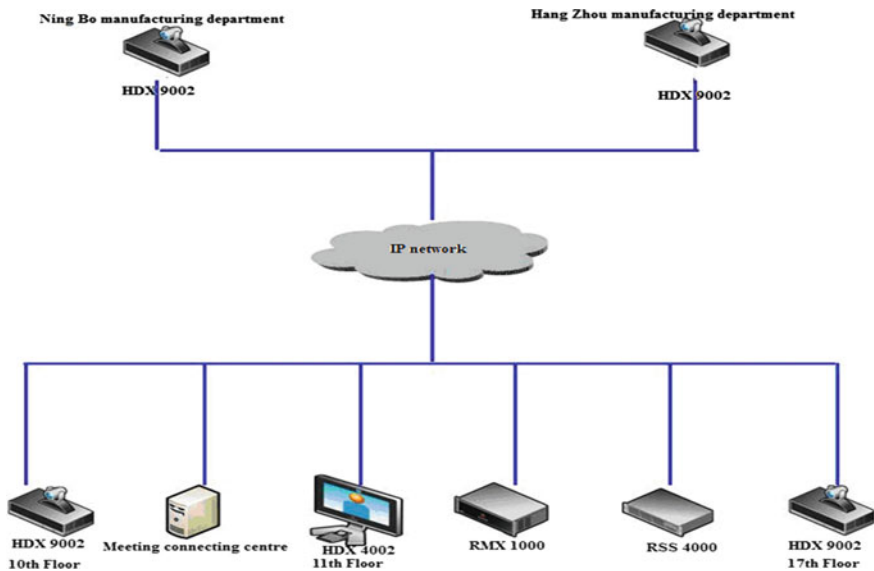 Ning Bo manufacturing department
Hang Zhou manufacturing department
HDX 9002
HDX 9002
IP network
HDX 9002
10th Floor
Meeting connecting centre
HDX 4002
11th Floor
RMX 1000
RSS 4000
HDX 9002
17th Floor